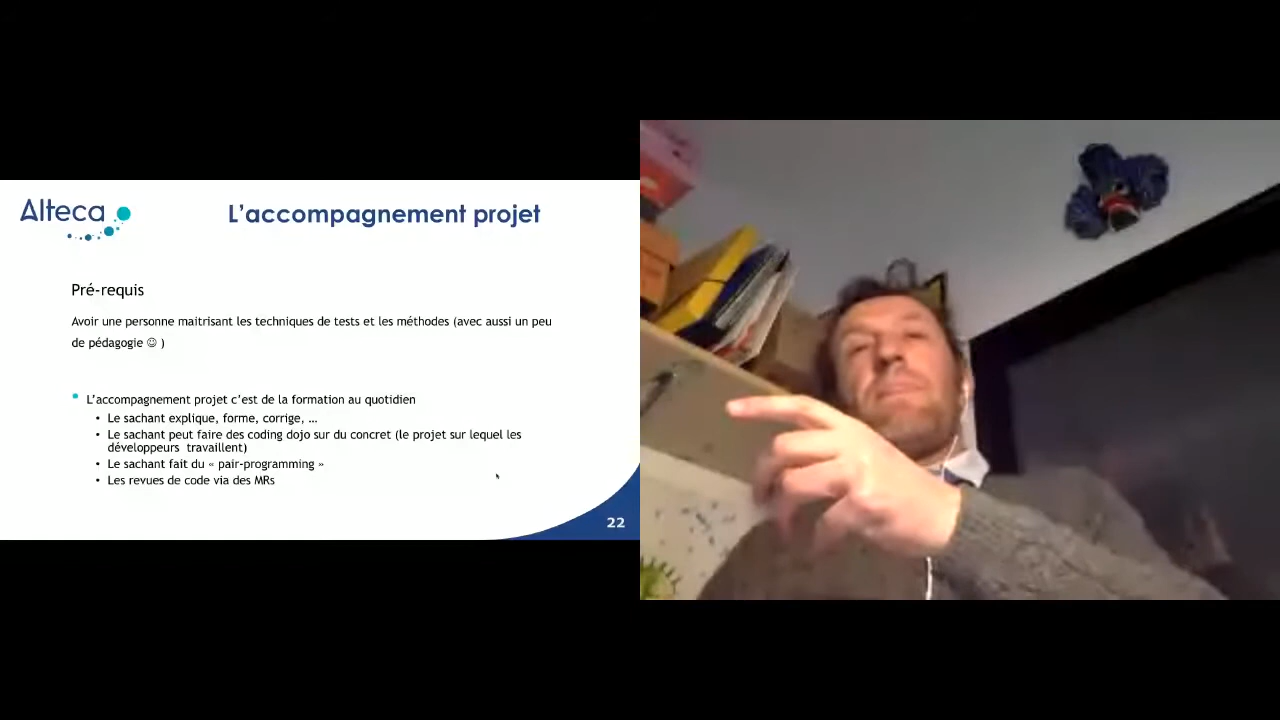 Alteca
L'accompagnement projet
Pré-requis
Avoir une personne maitrisant les techniques de tests et les méthodes (avec aussi un peu
de pédagogie ☺ )
• L'accompagnement projet c'est de la formation au quotidien
• Le sachant explique, forme, corrige, …
• Le sachant peut faire des coding dojo sur du concret (le projet sur lequel les
développeurs travaillent)
• Le sachant fait du « pair-programming »
• Les revues de code via des MRs
22